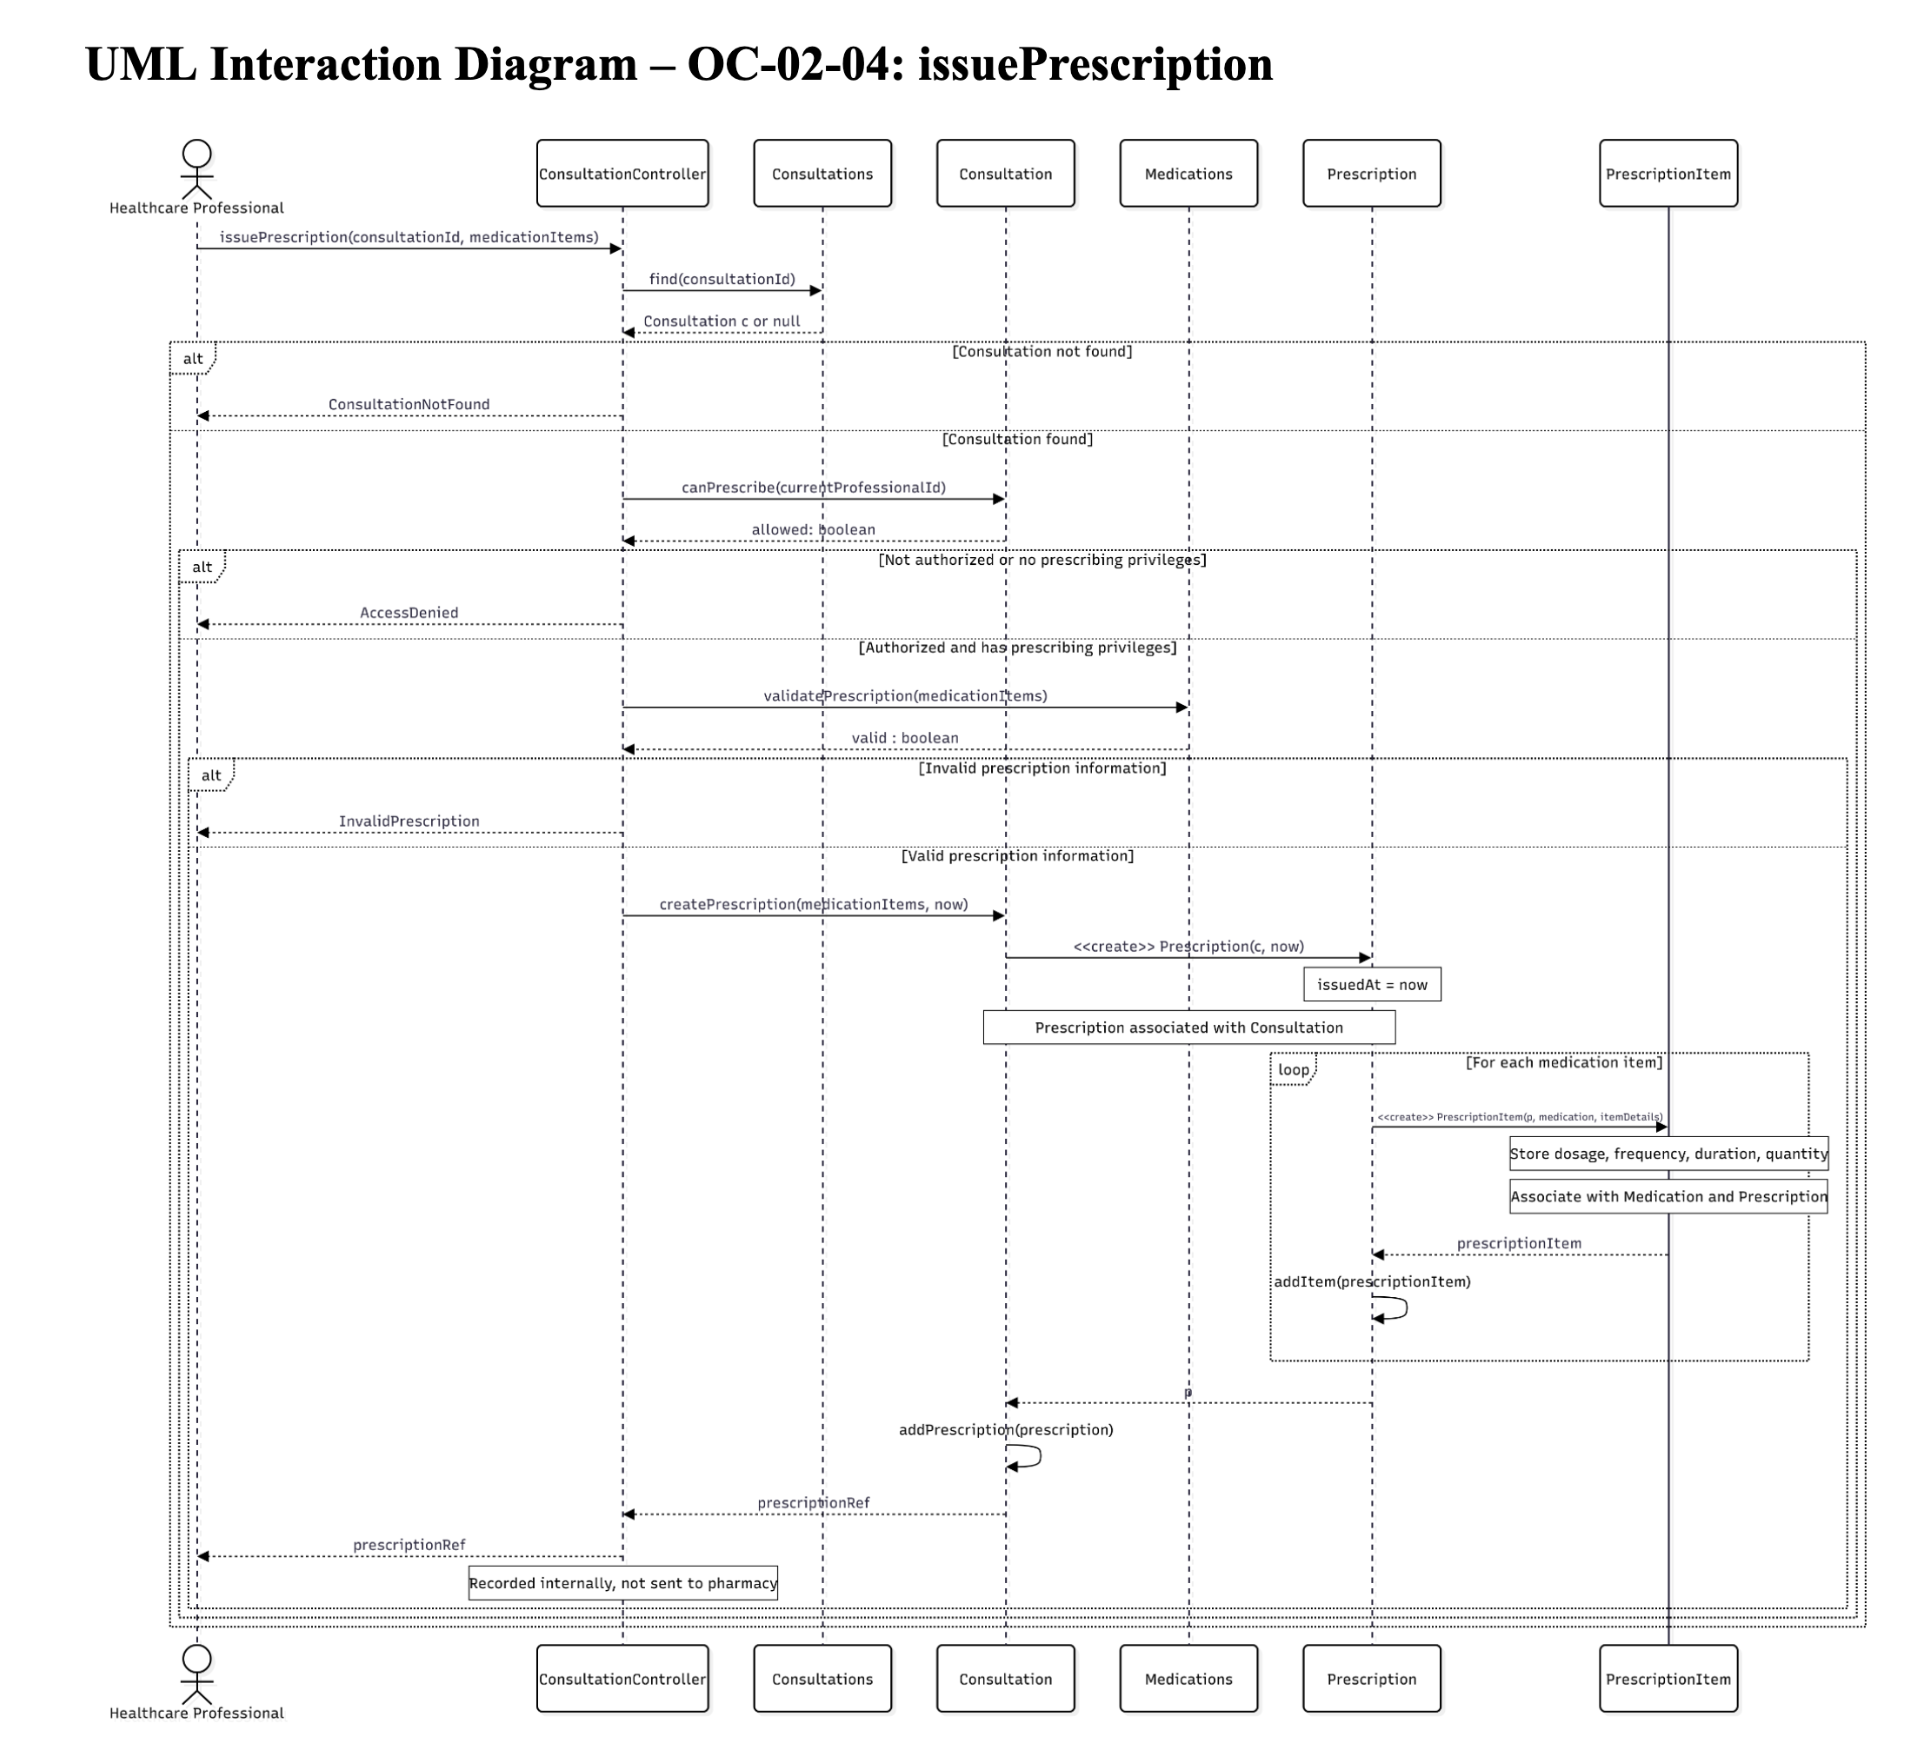 UML Interaction Diagram – OC-02-04: issuePrescription
Healthcare Professional
ConsultationController
Consultations
Consultation
Medications
Prescription
PrescriptionItem
issuePrescription(consultationId, medicationItems)
find(consultationId)
Consultation c or null
alt
[Consultation not found]
ConsultationNotFound
[Consultation found]
canPrescribe(currentProfessionalId)
allowed: boolean
alt
[Not authorized or no prescribing privileges]
AccessDenied
[Authorized and has prescribing privileges]
validatePrescription(medicationItems)
valid : boolean
alt
[Invalid prescription information]
InvalidPrescription
[Valid prescription information]
createPrescription(medicationItems, now)
<<create>> Prescription(c, now)
issuedAt = now
Prescription associated with Consultation
loop
[For each medication item]
<<create>> PrescriptionItem(p, medication, itemDetails)
Store dosage, frequency, duration, quantity
Associate with Medication and Prescription
prescriptionItem
addItem(prescriptionItem)
p
addPrescription(prescription)
prescriptionRef
prescriptionRef
Recorded internally, not sent to pharmacy
Healthcare Professional
ConsultationController
Consultations
Consultation
Medications
Prescription
PrescriptionItem